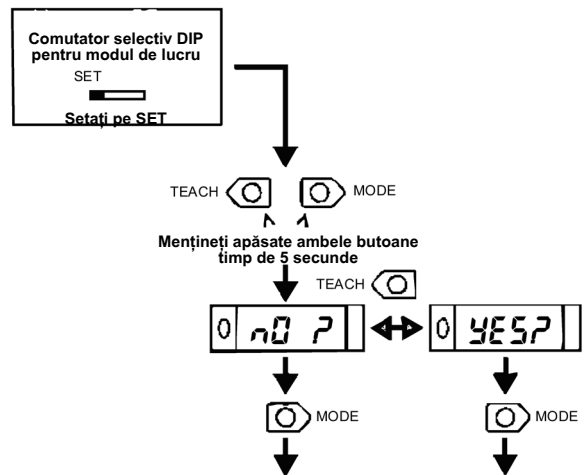 Comutator selectiv DIP
pentru modul de lucru
SET
Setați pe SET
TEACH
MODE
Mențineți apăsate ambele butoane
timp de 5 secunde
TEACH
0 nO ?
0 YES?
MODE
MODE